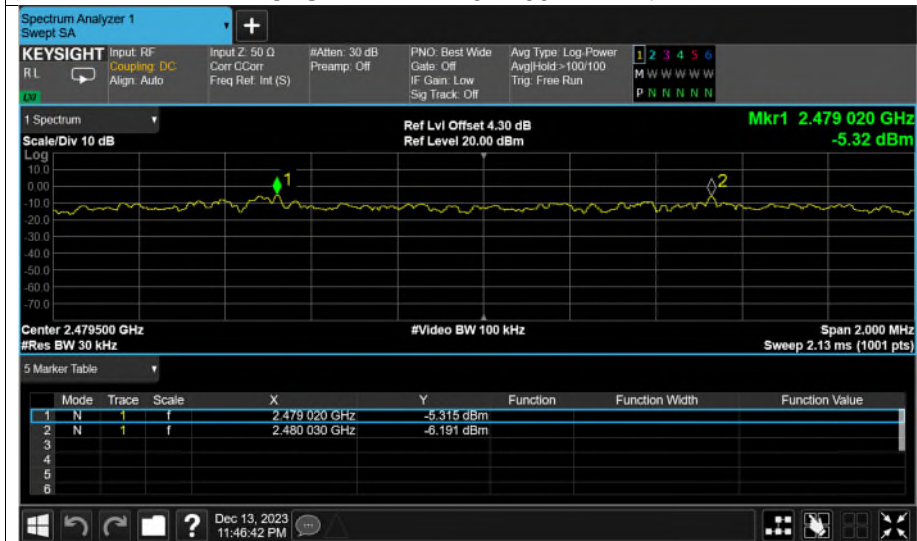 Spectrum Analyzer 1
Swept SA
+
KEYSIGHT
RL
LXI
Input: RF
Coupling: DC
Align: Auto
Input Z: 50 Ω
Corr CCorr
Freq Ref: Int (S)
#Atten: 30 dB
Preamp: Off
PNO: Best Wide
Gate: Off
IF Gain: Low
Sig Track: Off
Avg Type: Log-Power
Avg|Hold:>100/100
Trig: Free Run
1 2 3 4 5 6
M W W W W W
P N N N N N
1 Spectrum
Scale/Div 10 dB
Ref Lvl Offset 4.30 dB
Ref Level 20.00 dBm
Mkr1 2.479 020 GHz
-5.32 dBm
Log
10.0
0.00
-10.0
-20.0
-30.0
-40.0
-50.0
-60.0
-70.0
1
2
Center 2.479500 GHz
#Res BW 30 kHz
#Video BW 100 kHz
Span 2.000 MHz
Sweep 2.13 ms (1001 pts)
5 Marker Table
Mode Trace Scale X Y Function Function Width Function Value
1 N 1 f 2.479 020 GHz -5.315 dBm
2 N 1 f 2.480 030 GHz -6.191 dBm
3
4
5
6
?
Dec 13, 2023
11:46:42 PM